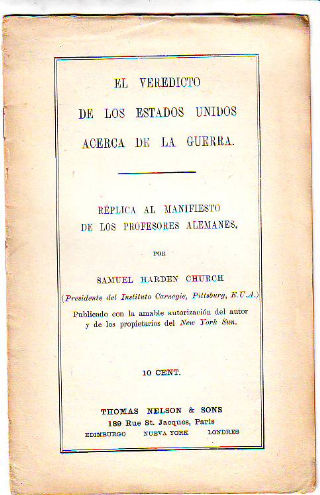 EL VEREDICTO
DE LOS ESTADOS UNIDOS
ACERCA DE LA GUERRA.
RÉPLICA AL MANIFIESTO
DE LOS PROFESORES ALEMANES,
POR
SAMUEL HARDEN CHURCH
(Presidente del Instituto Carnegie, Pittsburg, E.U.A.)
Publicado con la amable autorización del autor
y de los propietarios del New York Sun.
10 CENT.
THOMAS NELSON & SONS
189 Rue St. Jacques, Paris
EDIMBURGO NUEVA YORK LONDRES